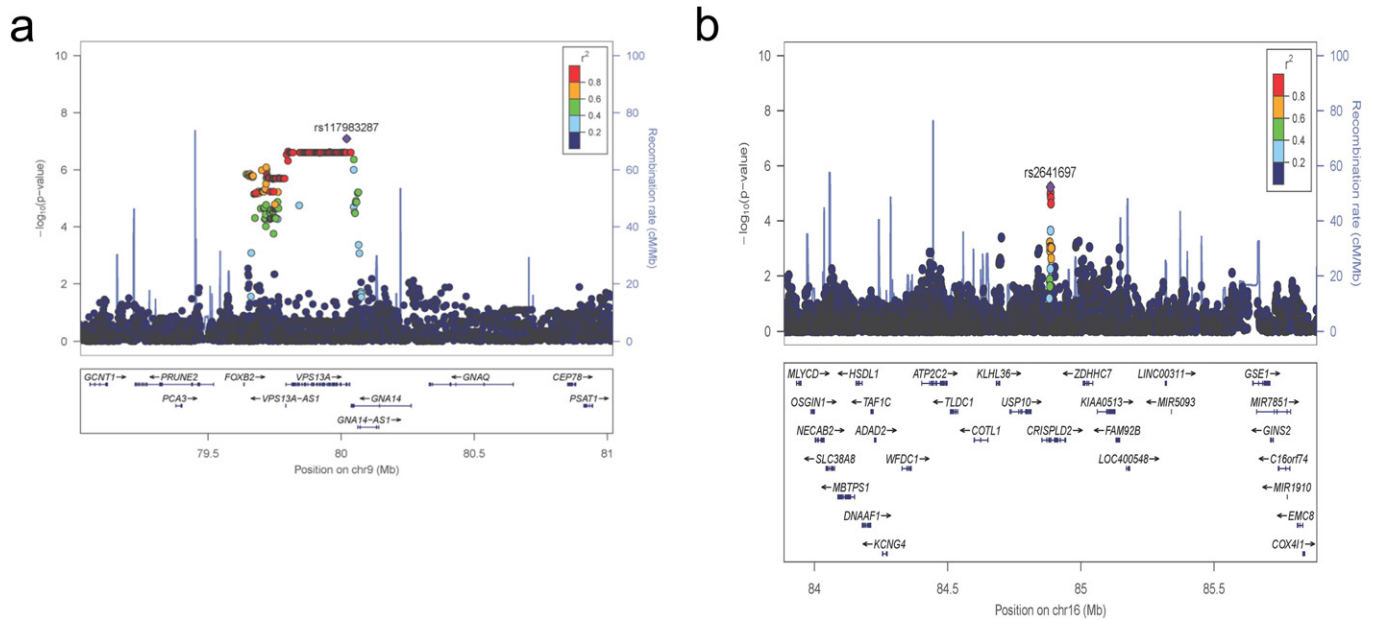 a
10
8
6
4
2
0
−log10(p−value)
100
80
60
40
20
0
Recombination rate (cM/Mb)
r2
0.8
0.6
0.4
0.2
rs117983287
GCNT1→ ←PRUNE2 FOXB2→ VPS13A→ ←GNAQ CEP78→
PCA3→ ←VPS13A−AS1 ←GNA14 PSAT1→
GNA14−AS1→
79.5 80 80.5 81
Position on chr9 (Mb)
b
10
8
6
4
2
0
−log10(p−value)
100
80
60
40
20
0
Recombination rate (cM/Mb)
r2
0.8
0.6
0.4
0.2
rs2641697
MLYCD→ ←HSDL1 ATP2C2→ KLHL36→ ←ZDHHC7 LINC00311→ GSE1→
OSGIN1→ ←TAF1C ←TLDC1 USP10→ KIAA0513→ ←MIR5093 MIR7851→
NECAB2→ ADAD2→ ←COTL1 CRISPLD2→ ←FAM92B ←GINS2
←SLC38A8 WFDC1→ LOC400548→ ←C16orf74
←MBTPS1 ←MIR1910
DNAAF1→ ←EMC8
←KCNG4 COX4I1→
84 84.5 85 85.5
Position on chr16 (Mb)